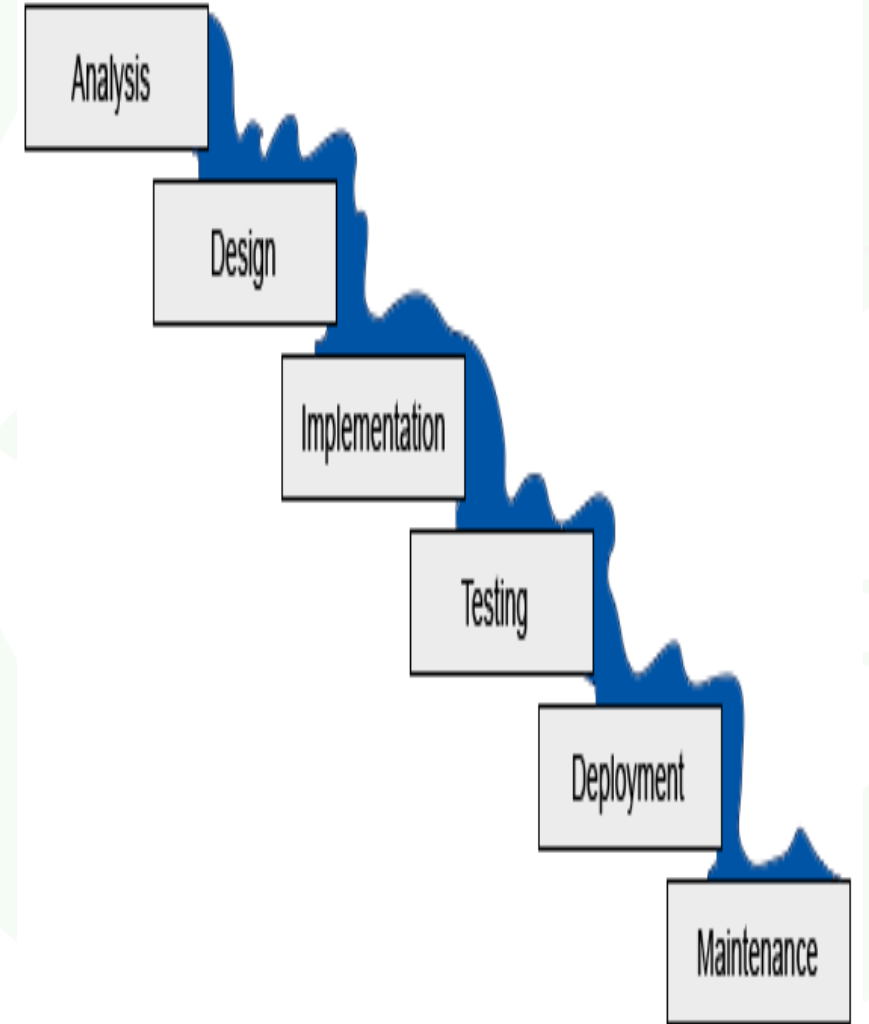 Analysis
Design
Implementation
Testing
Deployment
Maintenance